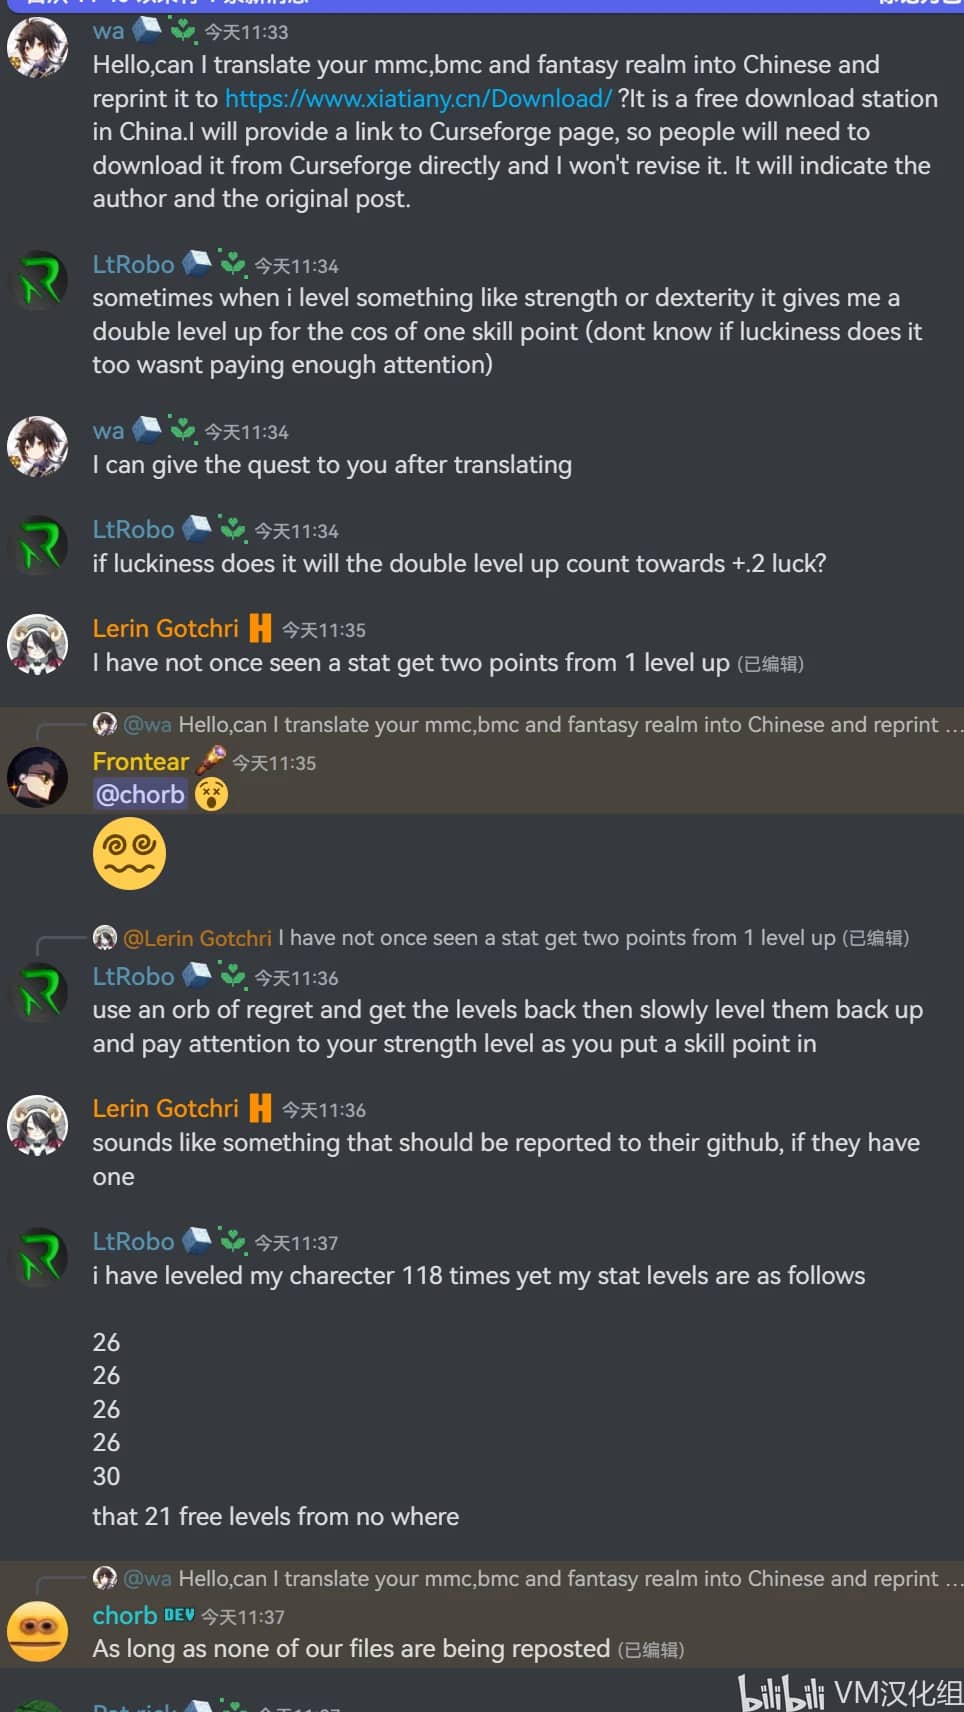 wa 今天11:33
Hello,can I translate your mmc,bmc and fantasy realm into Chinese and
reprint it to https://www.xiatiany.cn/Download/ ?It is a free download station
in China.I will provide a link to Curseforge page, so people will need to
download it from Curseforge directly and I won't revise it. It will indicate the
author and the original post.
LtRobo 今天11:34
sometimes when i level something like strength or dexterity it gives me a
double level up for the cos of one skill point (dont know if luckiness does it
too wasnt paying enough attention)
wa 今天11:34
I can give the quest to you after translating
LtRobo 今天11:34
if luckiness does it will the double level up count towards +.2 luck?
Lerin Gotchri 今天11:35
I have not once seen a stat get two points from 1 level up (已编辑)
@wa Hello,can I translate your mmc,bmc and fantasy realm into Chinese and reprint ...
Frontear 今天11:35
@chorb
@Lerin Gotchri I have not once seen a stat get two points from 1 level up (已编辑)
LtRobo 今天11:36
use an orb of regret and get the levels back then slowly level them back up
and pay attention to your strength level as you put a skill point in
Lerin Gotchri 今天11:36
sounds like something that should be reported to their github, if they have
one
LtRobo 今天11:37
i have leveled my charecter 118 times yet my stat levels are as follows
26
26
26
26
30
that 21 free levels from no where
@wa Hello,can I translate your mmc,bmc and fantasy realm into Chinese and reprint ...
chorb DEV 今天11:37
As long as none of our files are being reposted (已编辑)
bilibili VM汉化组